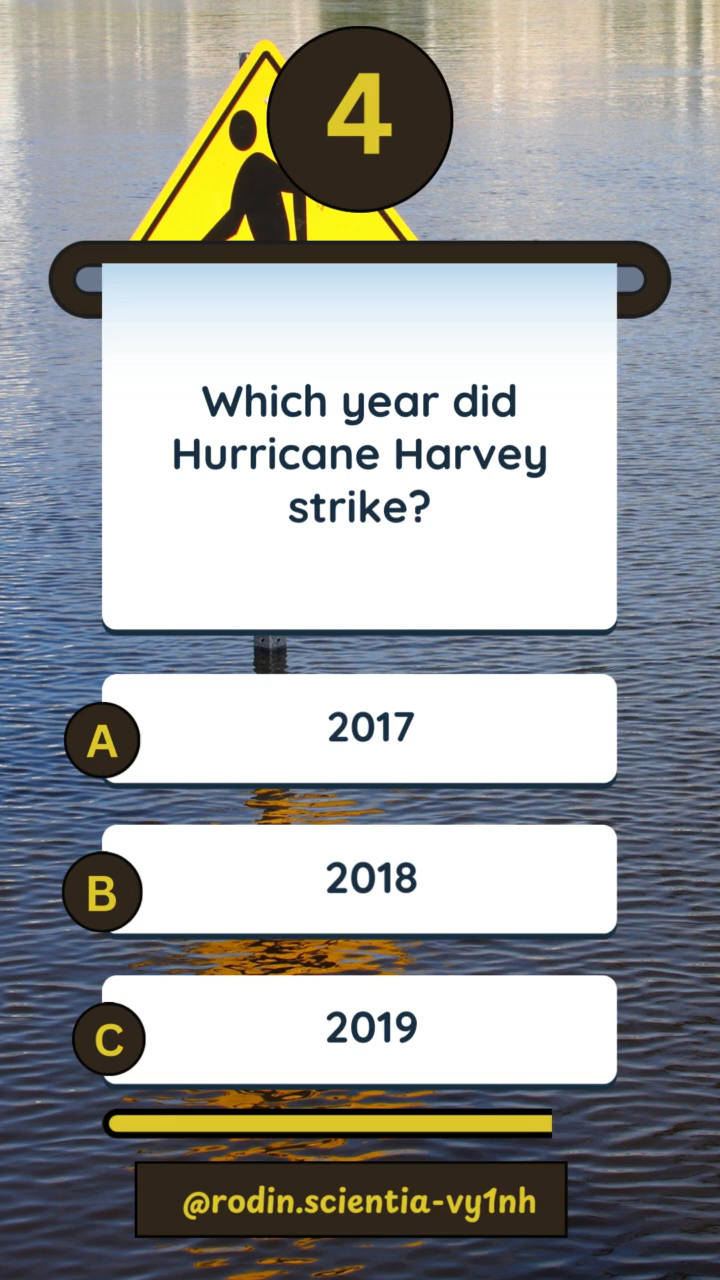 4
Which year did
Hurricane Harvey
strike?
A
2017
B
2018
C
2019
@rodin.scientia-vy1nh